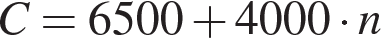 C = 6500 + 4000 · n